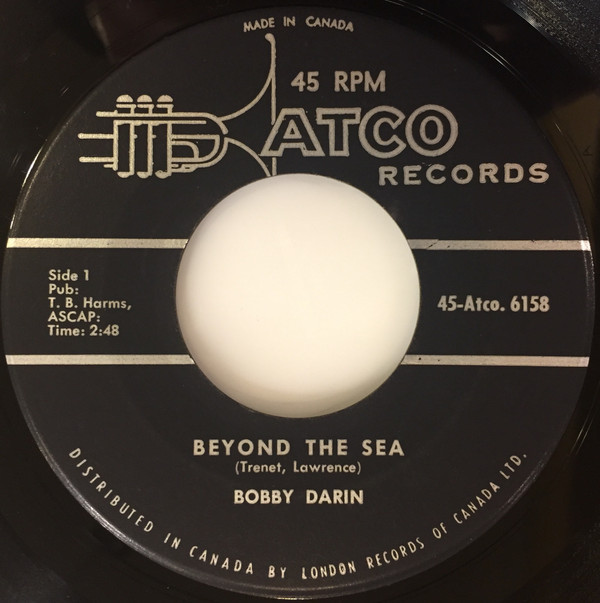 MADE IN CANADA
45 RPM
ATCO
RECORDS
Side 1
Pub:
T. B. Harms,
ASCAP:
Time: 2:48
45-Atco. 6158
BEYOND THE SEA
(Trenet, Lawrence)
BOBBY DARIN
DISTRIBUTED IN CANADA BY LONDON RECORDS OF CANADA LTD.